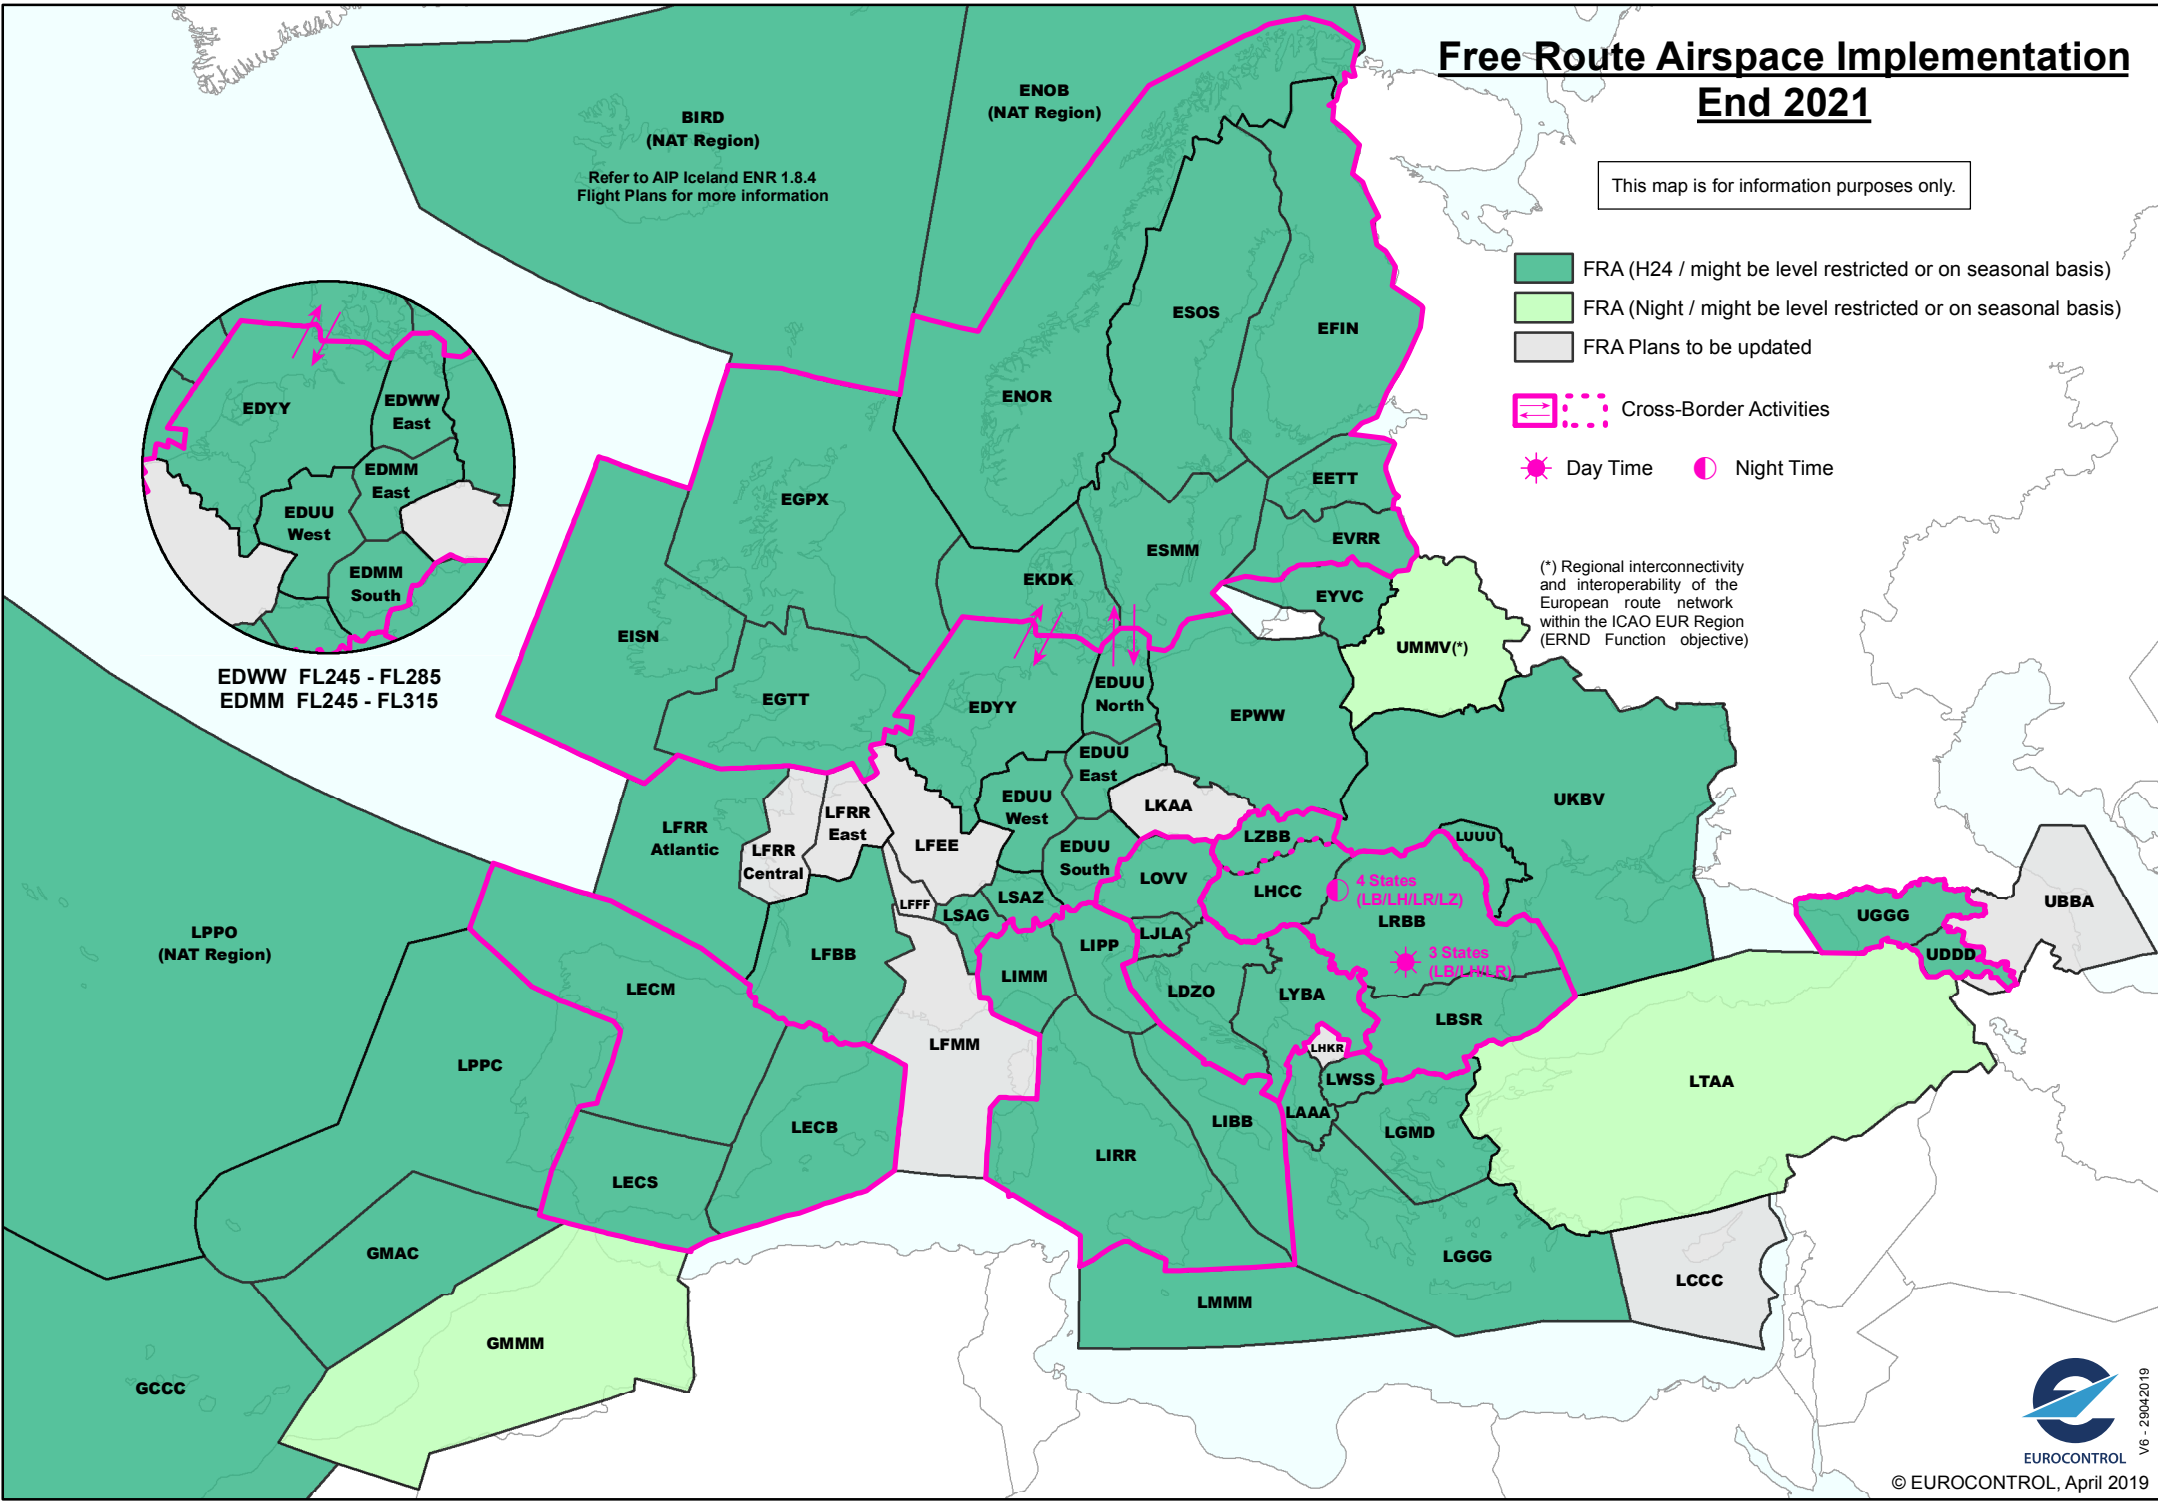 Free Route Airspace Implementation
End 2021
This map is for information purposes only.
FRA (H24 / might be level restricted or on seasonal basis)
FRA (Night / might be level restricted or on seasonal basis)
FRA Plans to be updated
Cross-Border Activities
Day Time
Night Time
(*) Regional interconnectivity
and interoperability of the
European route network
within the ICAO EUR Region
(ERND Function objective)
BIRD
(NAT Region)
Refer to AIP Iceland ENR 1.8.4
Flight Plans for more information
ENOB
(NAT Region)
ESOS
EFIN
ENOR
EDYY
EDWW
East
EDMM
East
EDUU
West
EDMM
South
EDWW FL245 - FL285
EDMM FL245 - FL315
EGPX
EETT
EVRR
ESMM
EKDK
EYVC
EISN
UMMV(*)
EGTT
EDYY
EDUU
North
EPWW
EDUU
East
EDUU
West
LKAA
UKBV
LFRR
Atlantic
LFRR
Central
LFRR
East
LFEE
EDUU
South
LZBB
LUUU
LOVV
LHCC
4 States
(LB/LH/LR/LZ)
LRBB
3 States
(LB/LH/LR)
LFFF
LSAG
LSAZ
UGGG
UBBA
UDDD
LPPO
(NAT Region)
LFBB
LIMM
LIPP
LJLA
LECM
LDZO
LYBA
LBSR
LPPC
LFMM
LHKR
LWSS
LTAA
LECB
LIRR
LIBB
LAAA
LGMD
LECS
GMAC
LGGG
LCCC
LMMM
GMMM
GCCC
EUROCONTROL
V6 - 29042019
© EUROCONTROL, April 2019